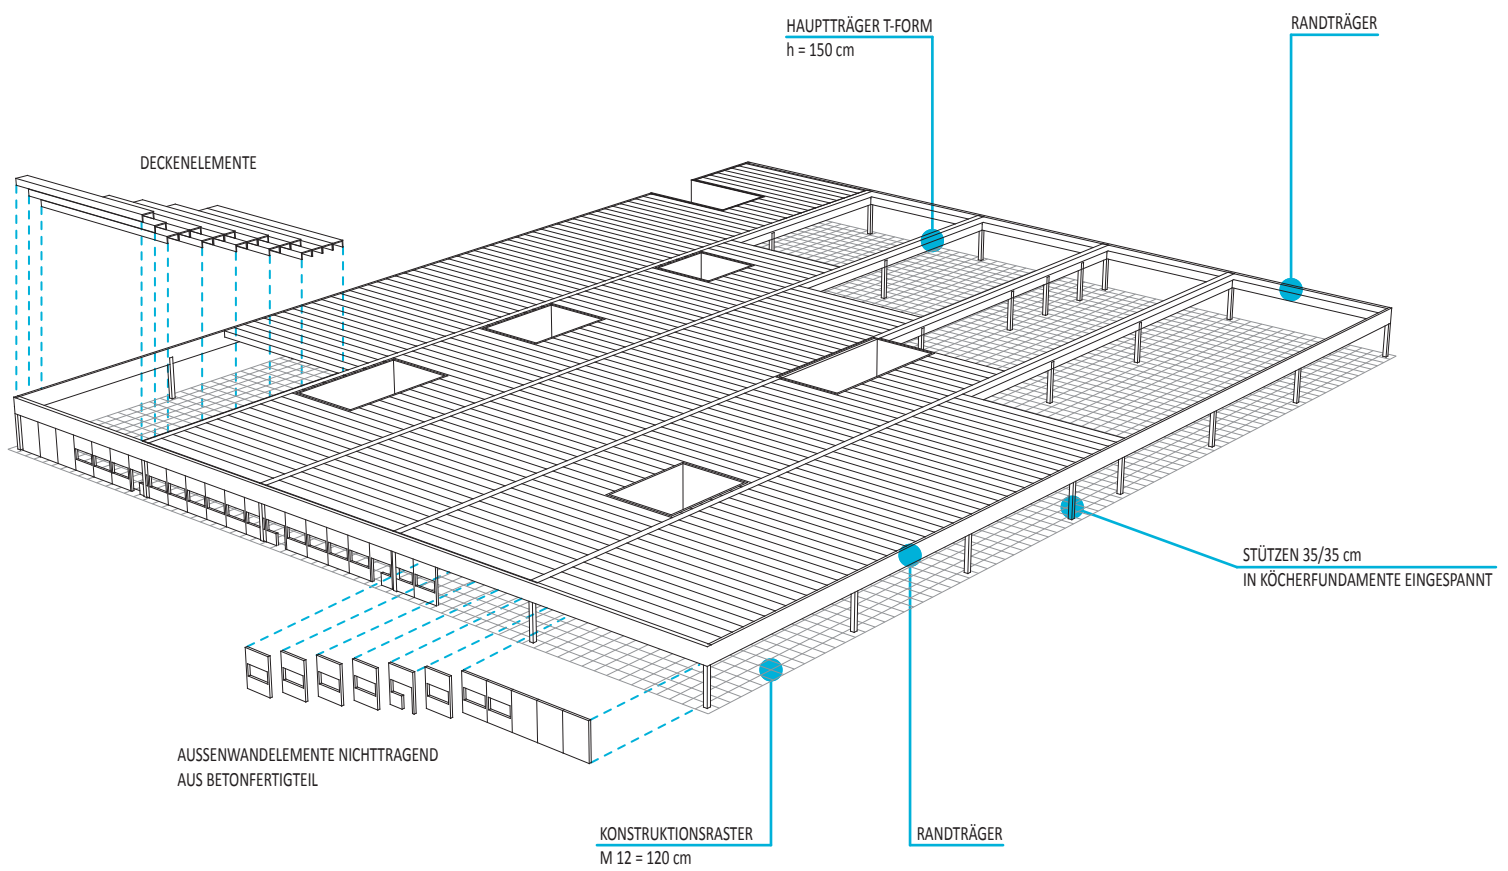 HAUPTTRÄGER T-FORM
h = 150 cm
RANDTRÄGER
DECKENELEMENTE
STÜTZEN 35/35 cm
IN KÖCHERFUNDAMENTE EINGESPANNT
AUSSENWANDELEMENTE NICHTTRAGEND
AUS BETONFERTIGTEIL
KONSTRUKTIONSRASTER
M 12 = 120 cm
RANDTRÄGER